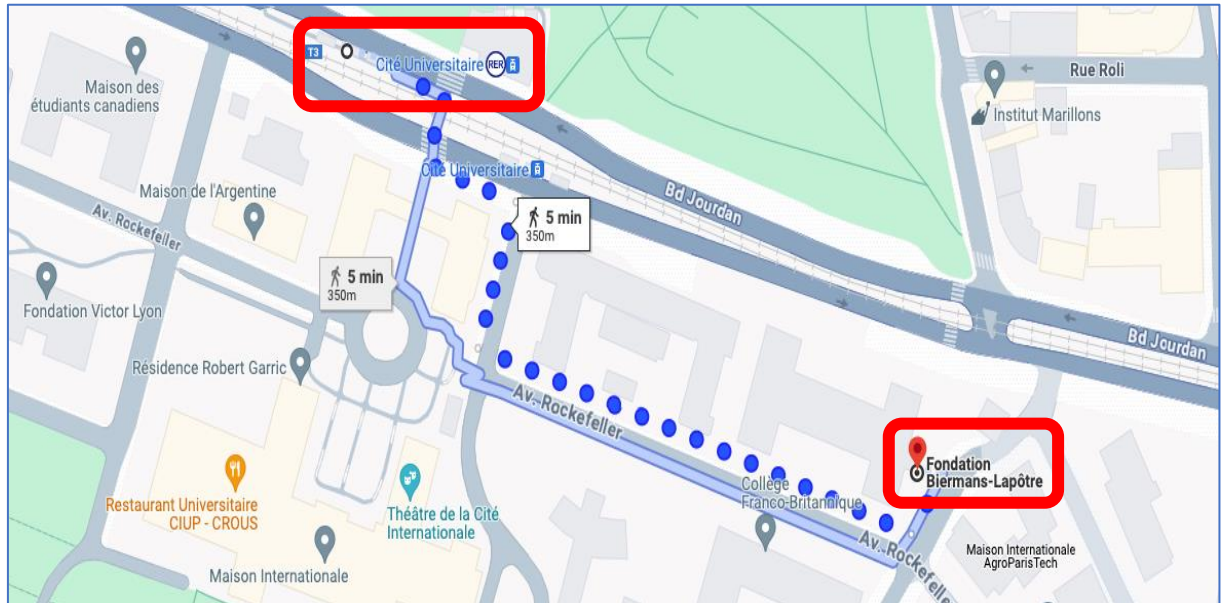 T3
Cité Universitaire
RER
Rue Roli
Maison des
étudiants canadiens
Institut Marillons
Cité Universitaire
Maison de l'Argentine
Bd Jourdan
Av. Rockefeller
5 min
350m
5 min
350m
Fondation Victor Lyon
Bd Jourdan
Résidence Robert Garric
Av. Rockefeller
Fondation
Biermans-Lapôtre
Collège
Franco-Britannique
Restaurant Universitaire
CIUP - CROUS
Théâtre de la Cité
Internationale
Av. Rockefeller
Maison Internationale
AgroParisTech
Maison Internationale